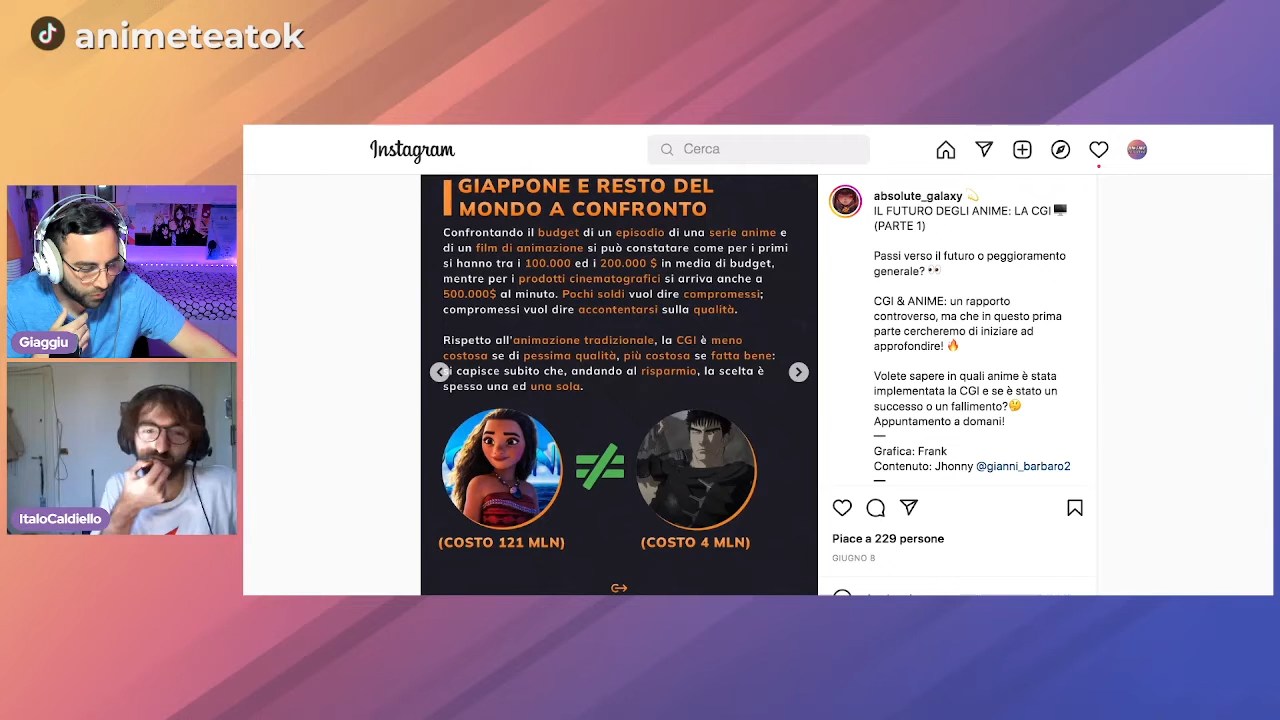 animeteatok
Instagram
Cerca
GIAPPONE E RESTO DEL
MONDO A CONFRONTO
Confrontando il budget di un episodio di una serie anime e
di un film di animazione si può constatare come per i primi
si hanno tra i 100.000 ed i 200.000 $ in media di budget,
mentre per i prodotti cinematografici si arriva anche a
500.000$ al minuto. Pochi soldi vuol dire compromessi;
compromessi vuol dire accontentarsi sulla qualità.
Rispetto all'animazione tradizionale, la CGI è meno
costosa se di pessima qualità, più costosa se fatta bene:
si capisce subito che, andando al risparmio, la scelta è
spesso una ed una sola.
(COSTO 121 MLN)
(COSTO 4 MLN)
absolute_galaxy 💫
IL FUTURO DEGLI ANIME: LA CGI🖥️
(PARTE 1)
Passi verso il futuro o peggioramento
generale? 👀
CGI & ANIME: un rapporto
controverso, ma che in questo prima
parte cercheremo di iniziare ad
approfondire! 🔥
Volete sapere in quali anime è stata
implementata la CGI e se è stato un
successo o un fallimento?🤔
Appuntamento a domani!
—
Grafica: Frank
Contenuto: Jhonny @gianni_barbaro2
—
Piace a 229 persone
GIUGNO 8
Giaggiu
ItaloCaldiello